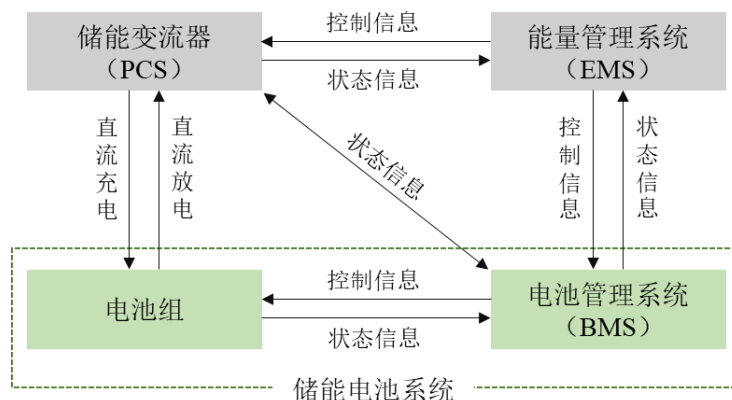 储能变流器
（PCS）
控制信息
状态信息
能量管理系统
（EMS）
直流充电
直流放电
状态信息
控制信息
状态信息
电池组
控制信息
状态信息
电池管理系统
（BMS）
储能电池系统